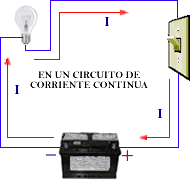 I
EN UN CIRCUITO DE
CORRIENTE CONTINUA
I
I
− +